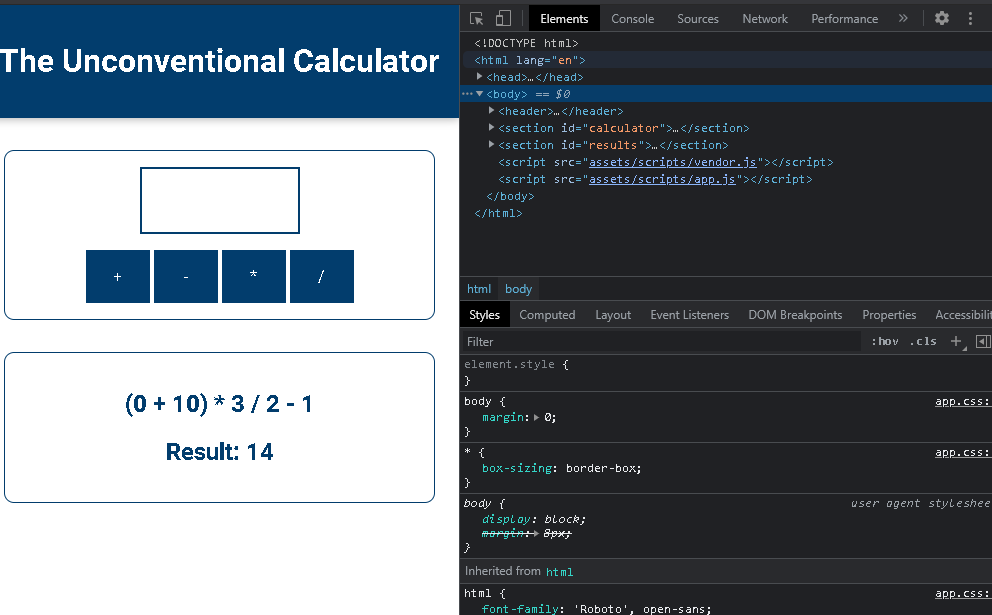 The Unconventional Calculator
+ - * /
(0 + 10) * 3 / 2 - 1
Result: 14
Elements Console Sources Network Performance »
<!DOCTYPE html>
<html lang="en">
▶<head>…</head>
…▼<body> == $0
▶<header>…</header>
▶<section id="calculator">…</section>
▶<section id="results">…</section>
<script src="assets/scripts/vendor.js"></script>
<script src="assets/scripts/app.js"></script>
</body>
</html>
html body
Styles Computed Layout Event Listeners DOM Breakpoints Properties Accessibilit
Filter :hov .cls +
element.style {
}
body { app.css:
margin:▶ 0;
}
* { app.css:
box-sizing: border-box;
}
body { user agent styleshee
display: block;
margin:▶ 8px;
}
Inherited from html
html { app.css:
font-family: 'Roboto', open-sans;